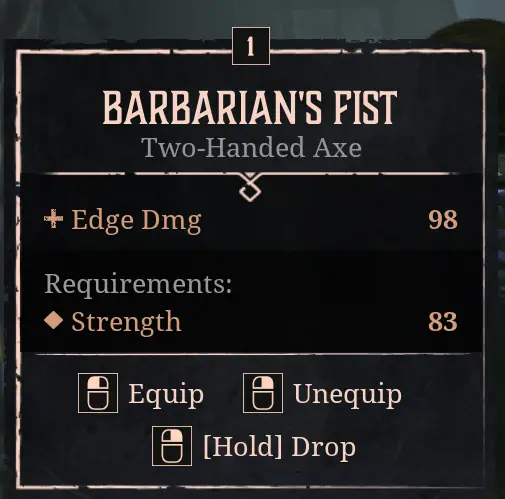 1
BARBARIAN'S FIST
Two-Handed Axe
Edge Dmg 98
Requirements:
Strength 83
Equip Unequip
[Hold] Drop